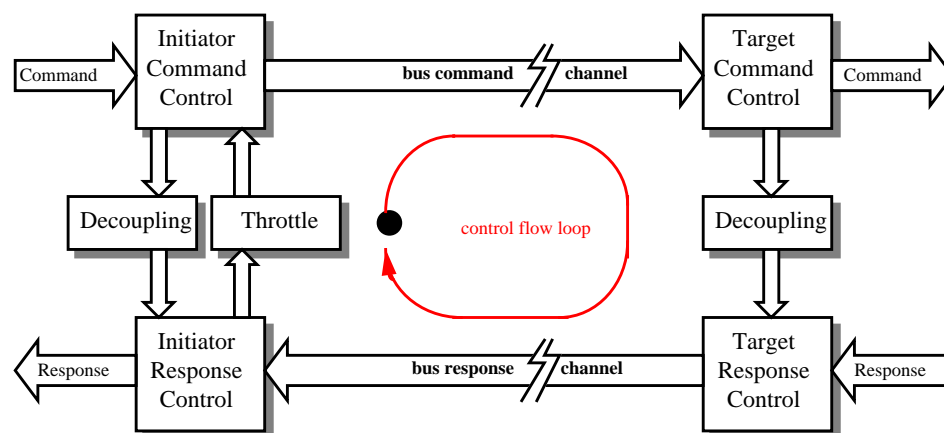 Initiator
Command
Control
Target
Command
Control
Command
bus command
channel
Command
Decoupling
Throttle
control flow loop
Decoupling
Initiator
Response
Control
Target
Response
Control
Response
bus response
channel
Response